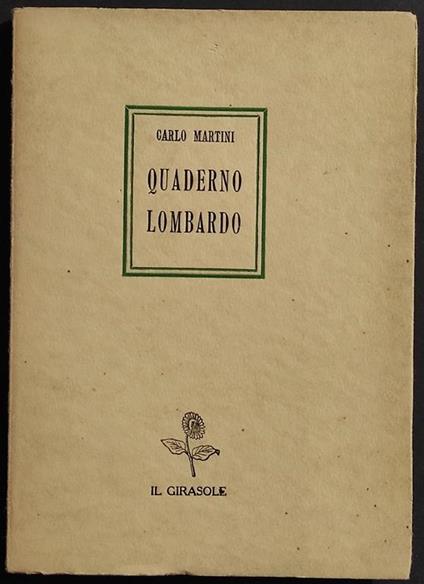 CARLO MARTINI
QUADERNO
LOMBARDO
IL GIRASOLE